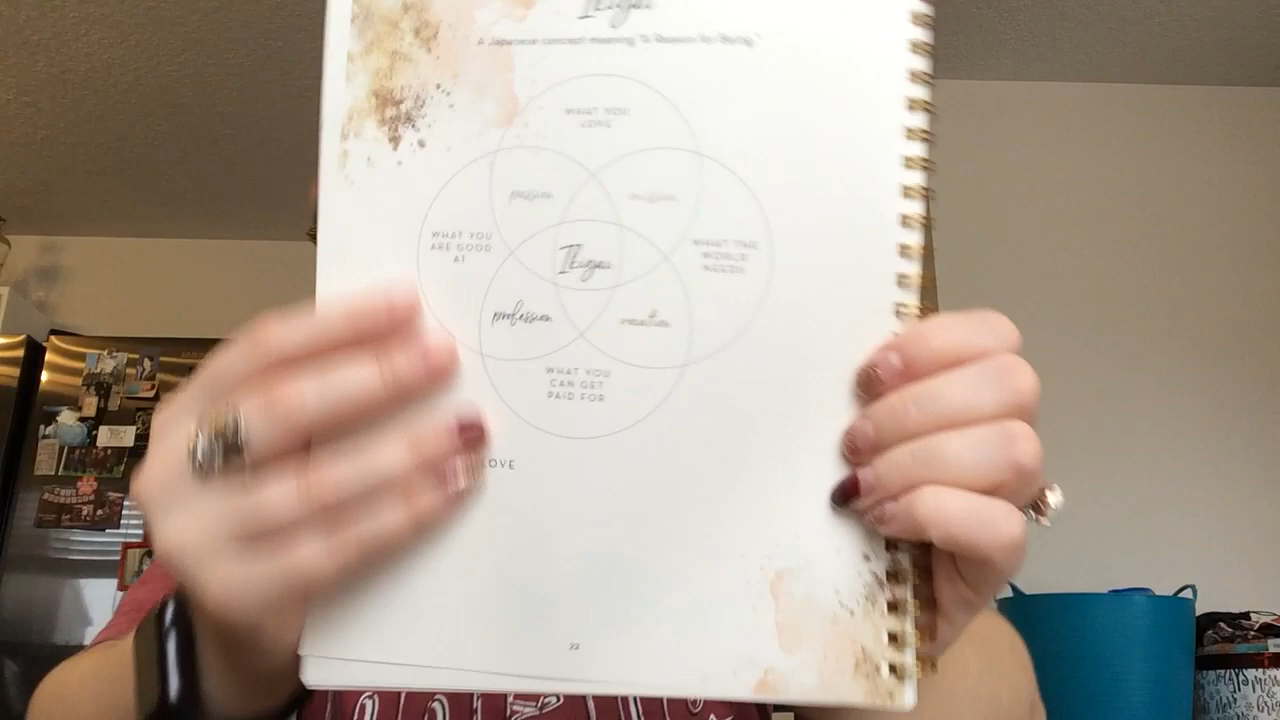 Ikigai
A Japanese concept meaning "A Reason for Being"
WHAT YOU
LOVE
passion
mission
WHAT YOU
ARE GOOD
AT
Ikigai
WHAT THE
WORLD
NEEDS
profession
vocation
WHAT YOU
CAN GET
PAID FOR
LOVE
22